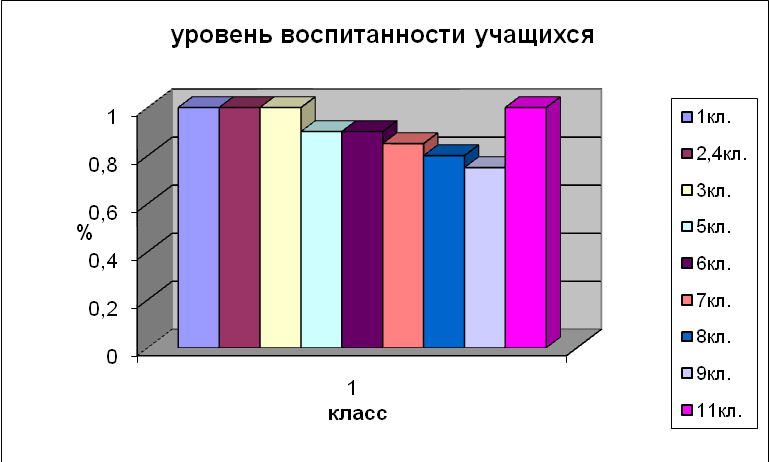 уровень воспитанности учащихся
1
0,8
0,6
0,4
0,2
0
%
1
класс
1кл.
2,4кл.
3кл.
5кл.
6кл.
7кл.
8кл.
9кл.
11кл.